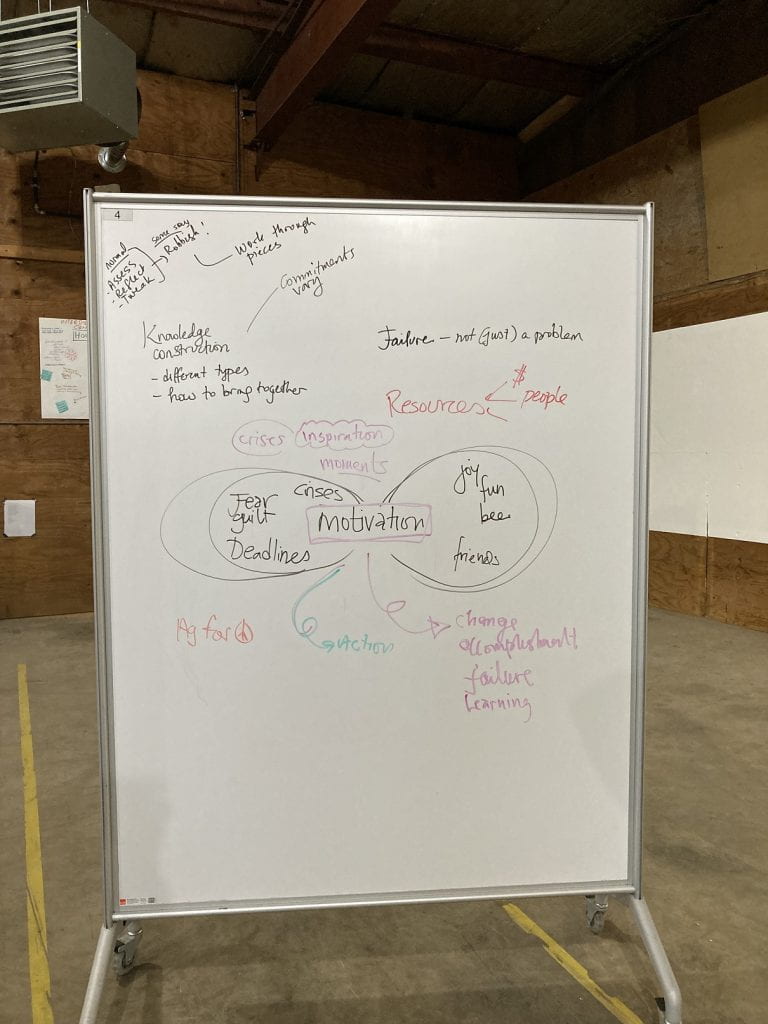 4
normal
- Assess
- Reflect
- Tweak
some say
Rubbish!
Work through
pieces
Commitments
vary
Knowledge
construction
- different types
- how to bring together
Failure - not (just) a problem
Resources
$
people
crises
inspiration
moments
crises
Fear
guilt
Deadlines
Motivation
joy
fun
beer
friends
Ag for
Action
change
accomplishment
failure
learning